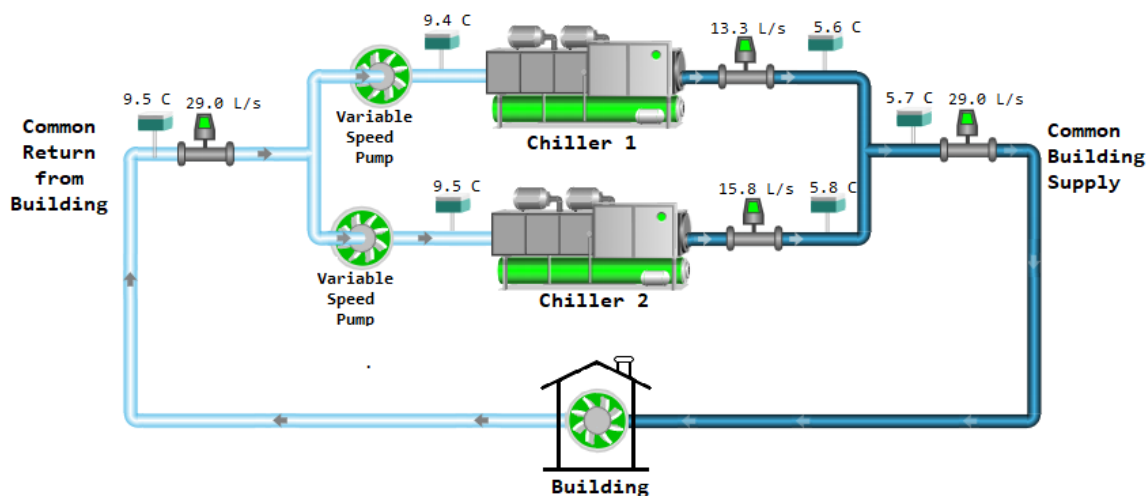 9.4 C
13.3 L/s
5.6 C
Chiller 1
Variable
Speed
Pump
9.5 C
29.0 L/s
Common
Return
from
Building
5.7 C
29.0 L/s
Common
Building
Supply
9.5 C
15.8 L/s
5.8 C
Chiller 2
Variable
Speed
Pump
.
Building